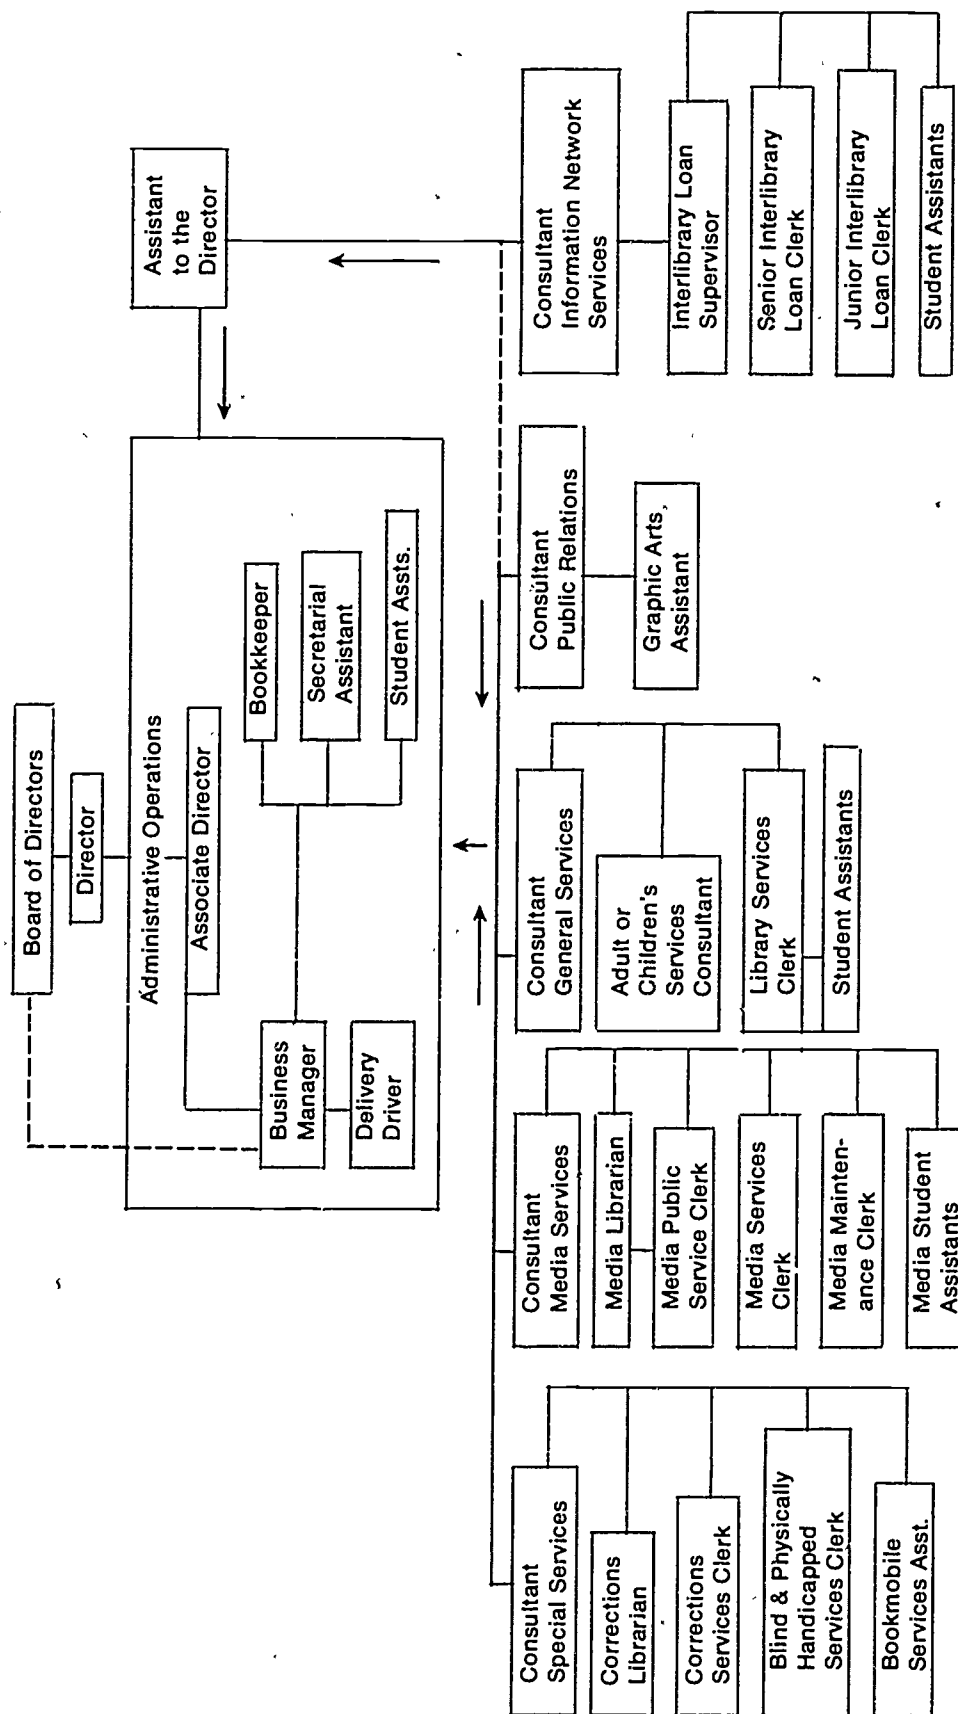 Board of Directors
Director
Administrative Operations
Associate Director
Business
Manager
Delivery
Driver
Bookkeeper
Secretarial
Assistant
Student Assts.
Assistant
to the
Director
Consultant
Special Services
Corrections
Librarian
Corrections
Services Clerk
Blind & Physically
Handicapped
Services Clerk
Bookmobile
Services Asst.
Consultant
Media Services
Media Librarian
Media Public
Service Clerk
Media Services
Clerk
Media Mainten-
ance Clerk
Media Student
Assistants
Consultant
General Services
Adult or
Children's
Services
Consultant
Library Services
Clerk
Student Assistants
Consultant
Public Relations
Graphic Arts
Assistant
Consultant
Information Network
Services
Interlibrary Loan
Supervisor
Senior Interlibrary
Loan Clerk
Junior Interlibrary
Loan Clerk
Student Assistants